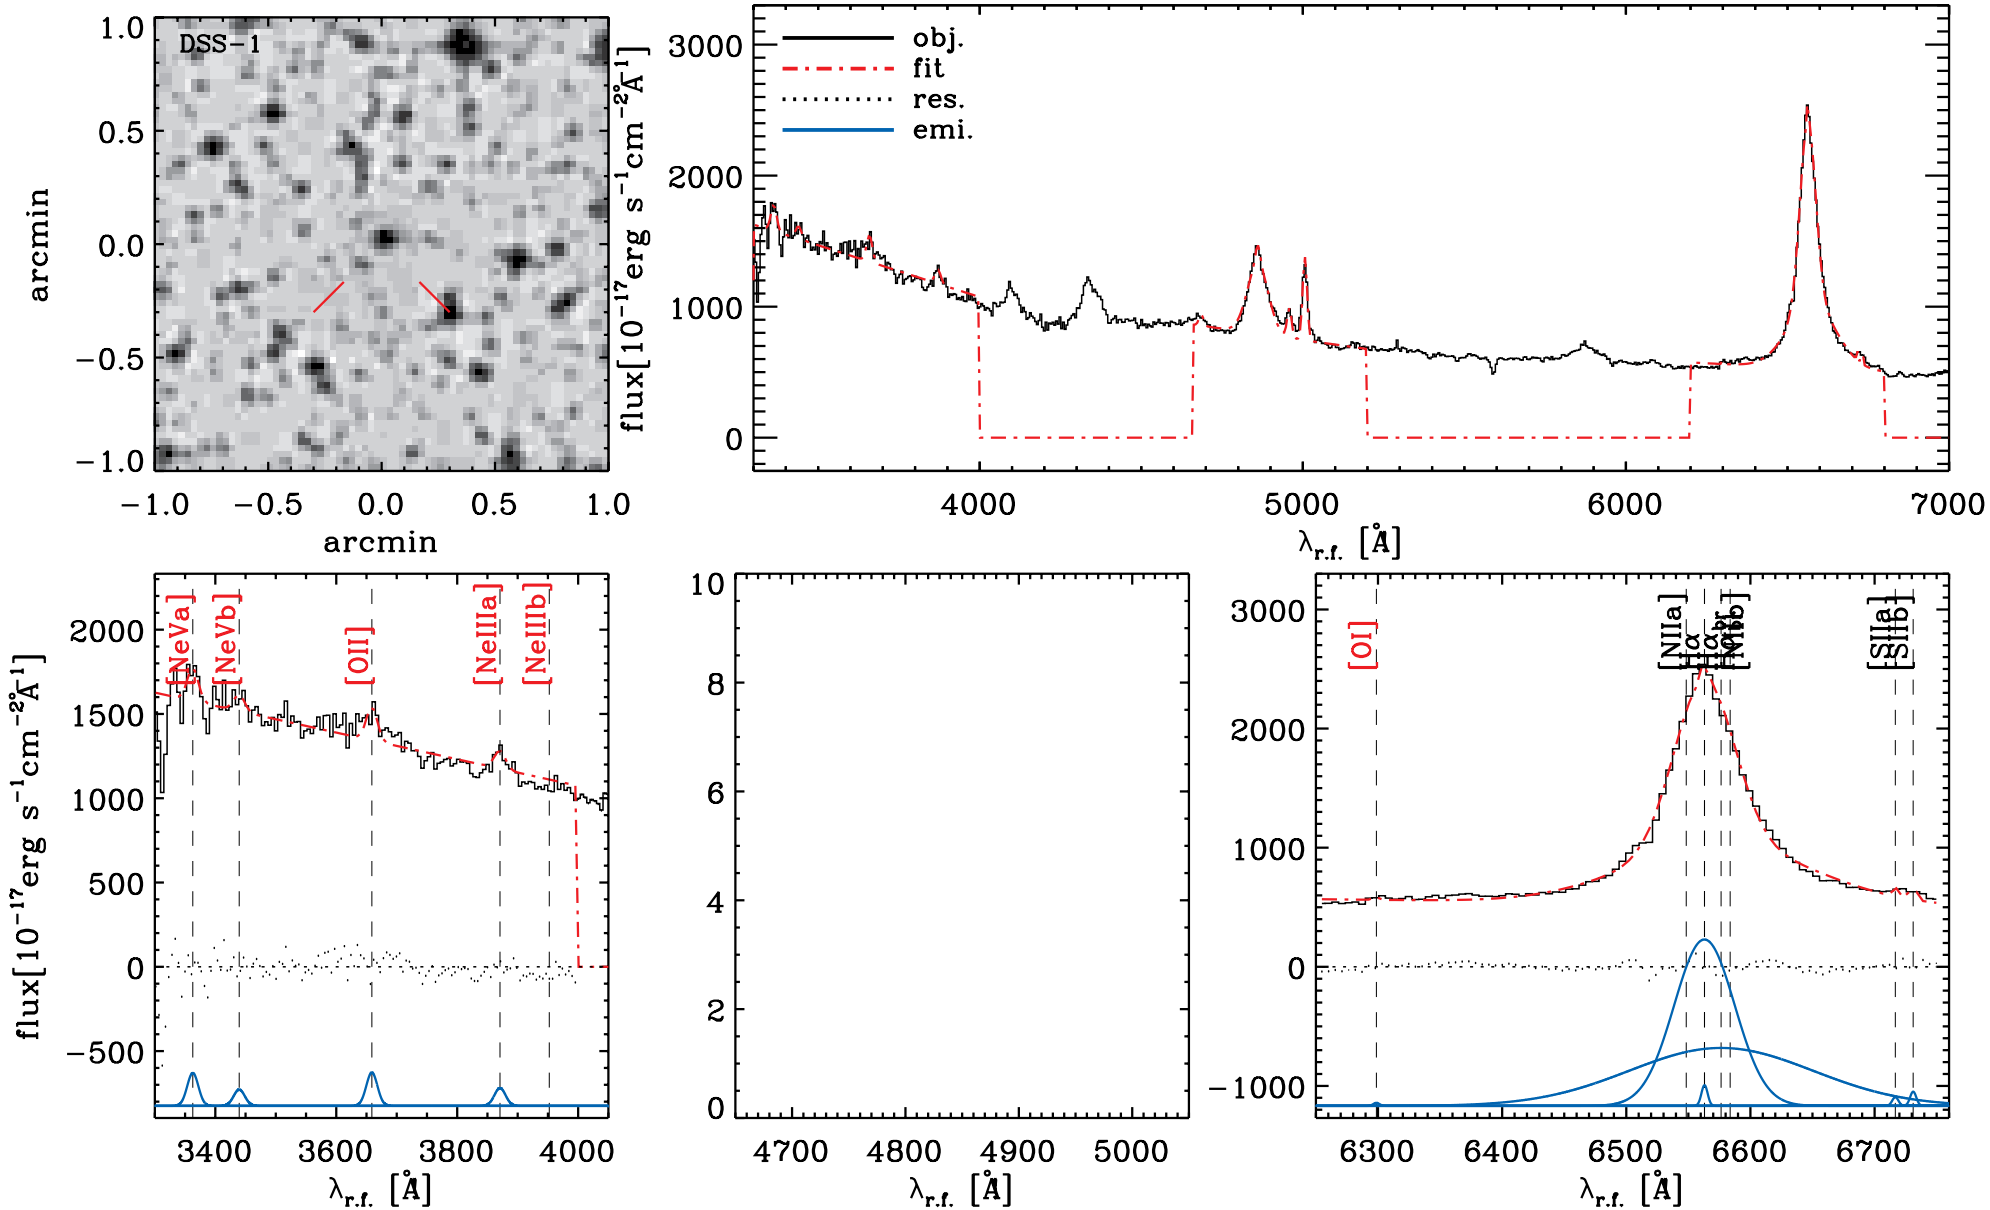 DSS-1
1.0
0.5
0.0
−0.5
−1.0
−1.0 −0.5 0.0 0.5 1.0
arcmin
arcmin
obj.
fit
res.
emi.
3000
2000
1000
0
flux[10⁻¹⁷erg s⁻¹cm⁻²Å⁻¹]
4000 5000 6000 7000
λr.f. [Å]
[NeVa]
[NeVb]
[OII]
[NeIIIa]
[NeIIIb]
2000
1500
1000
500
0
−500
flux[10⁻¹⁷erg s⁻¹cm⁻²Å⁻¹]
3400 3600 3800 4000
λr.f. [Å]
10
8
6
4
2
0
4700 4800 4900 5000
λr.f. [Å]
[OI]
[NIIa]
Hα
Hαbr
[NIIb]
[SIIa]
[SIIb]
3000
2000
1000
0
−1000
6300 6400 6500 6600 6700
λr.f. [Å]